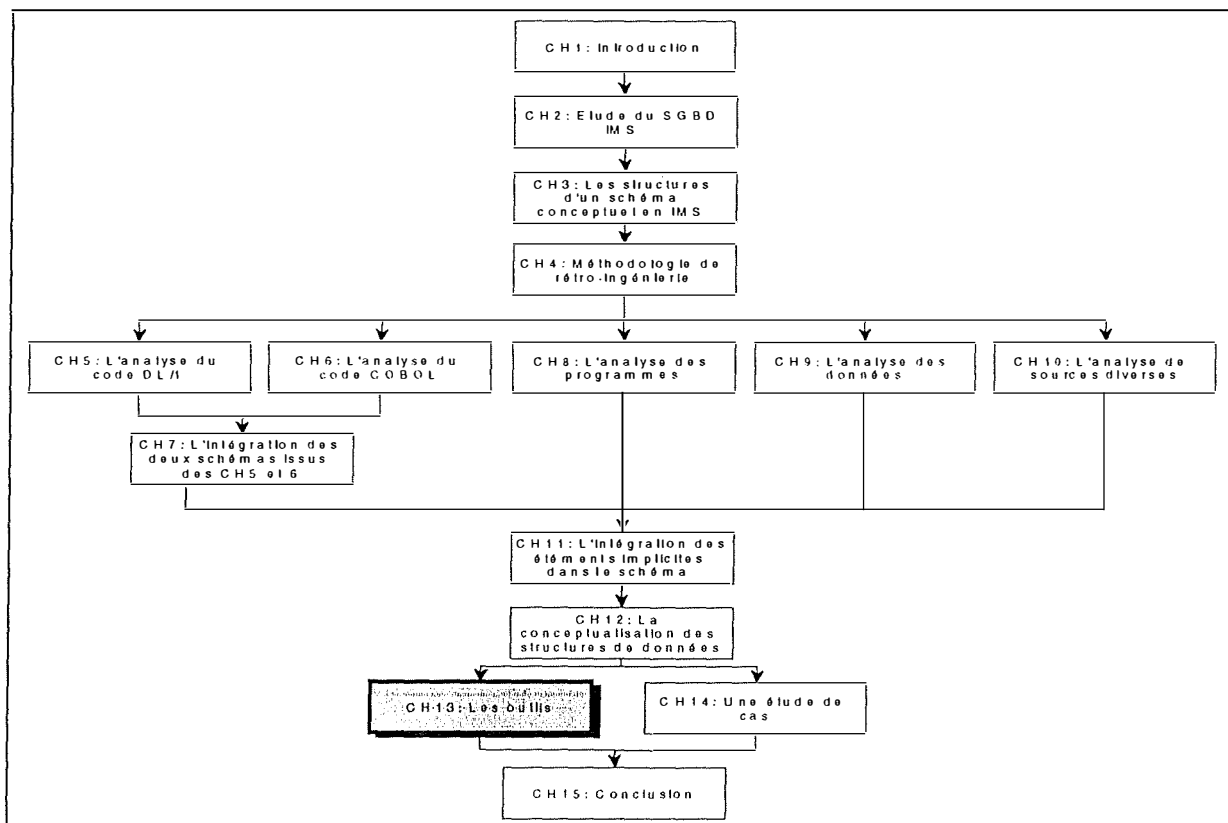 CH1: Introduction
CH2: Etude du SGBD
IMS
CH3: Les structures
d'un schéma
conceptuel en IMS
CH4: Méthodologie de
rétro-ingénierie
CH5: L'analyse du
code DL/1
CH6: L'analyse du
code COBOL
CH8: L'analyse des
programmes
CH9: L'analyse des
données
CH10: L'analyse de
sources diverses
CH7: L'intégration des
deux schémas issus
des CH5 et 6
CH11: L'intégration des
éléments implicites
dans le schéma
CH12: La
conceptualisation des
structures de données
CH13: Les outils
CH14: Une étude de
cas
CH15: Conclusion